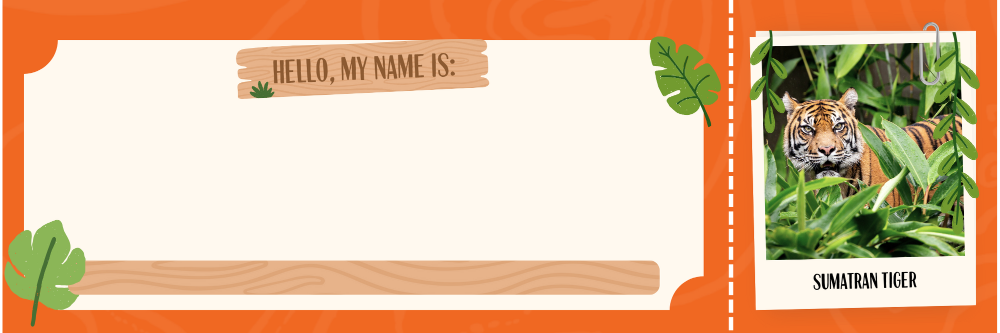 HELLO, MY NAME IS:
SUMATRAN TIGER